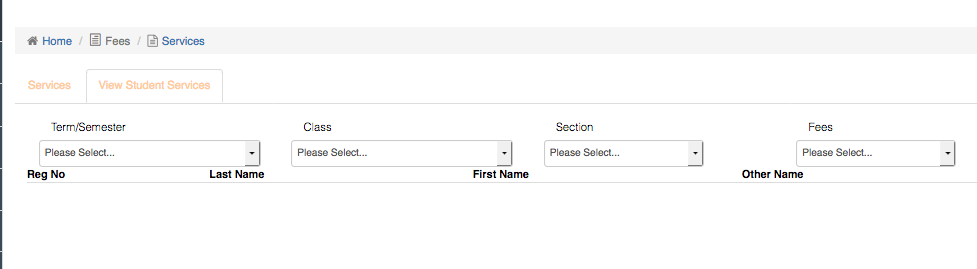 Home / Fees / Services
Services View Student Services
Term/Semester Class Section Fees
Please Select... Please Select... Please Select... Please Select...
Reg No Last Name First Name Other Name